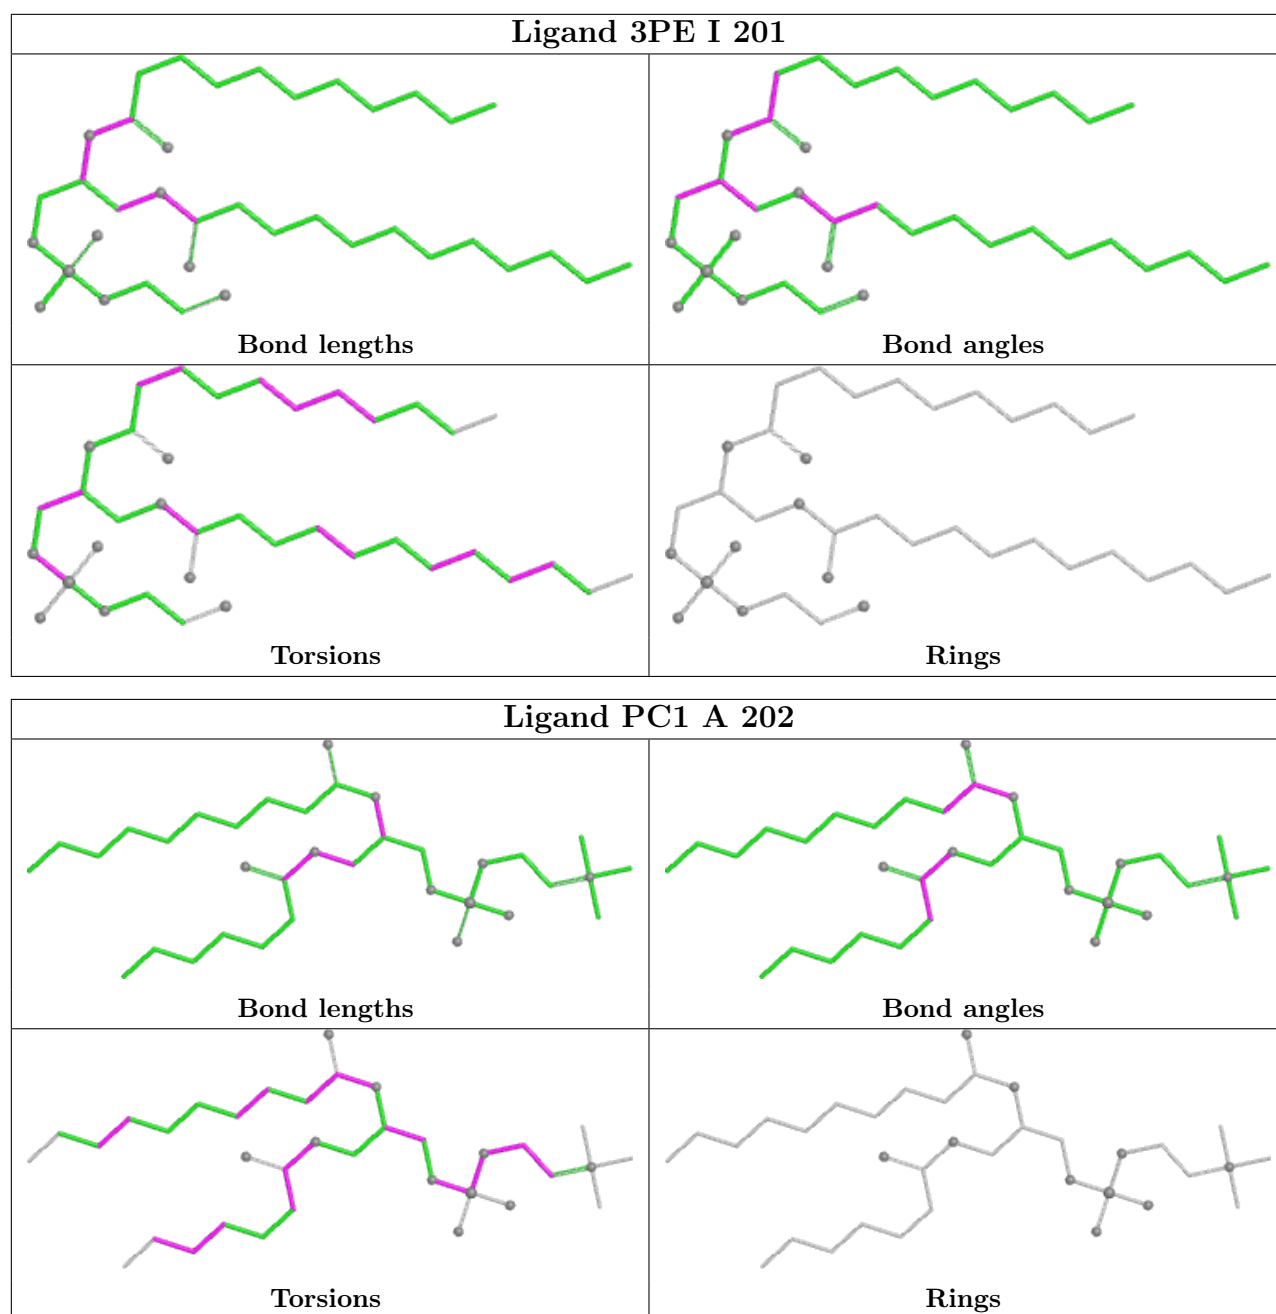 Ligand 3PE I 201
Bond lengths
Bond angles
Torsions
Rings
Ligand PC1 A 202
Bond lengths
Bond angles
Torsions
Rings